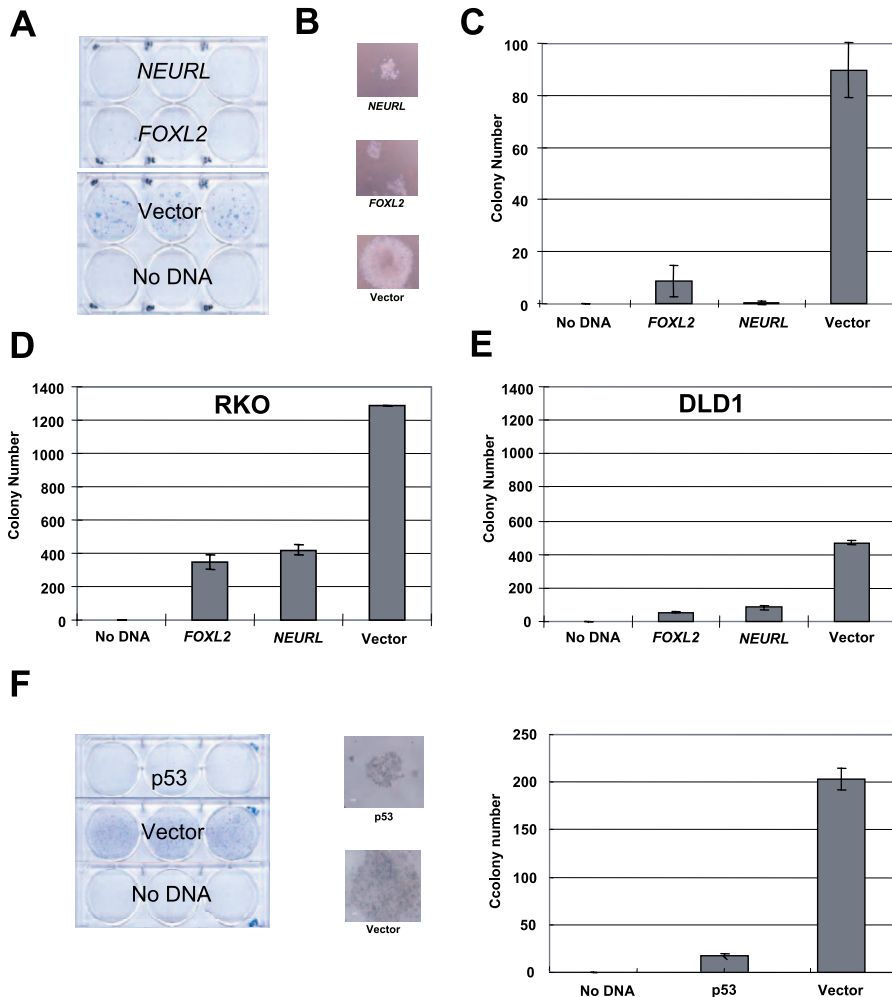 A
NEURL
FOXL2
Vector
No DNA
B
NEURL
FOXL2
Vector
C
Colony Number
100
80
60
40
20
0
No DNA FOXL2 NEURL Vector
D
RKO
Colony Number
1400
1200
1000
800
600
400
200
0
No DNA FOXL2 NEURL Vector
E
DLD1
Colony Number
1400
1200
1000
800
600
400
200
0
No DNA FOXL2 NEURL Vector
F
p53
Vector
No DNA
p53
Vector
Ccolony number
250
200
150
100
50
0
No DNA p53 Vector